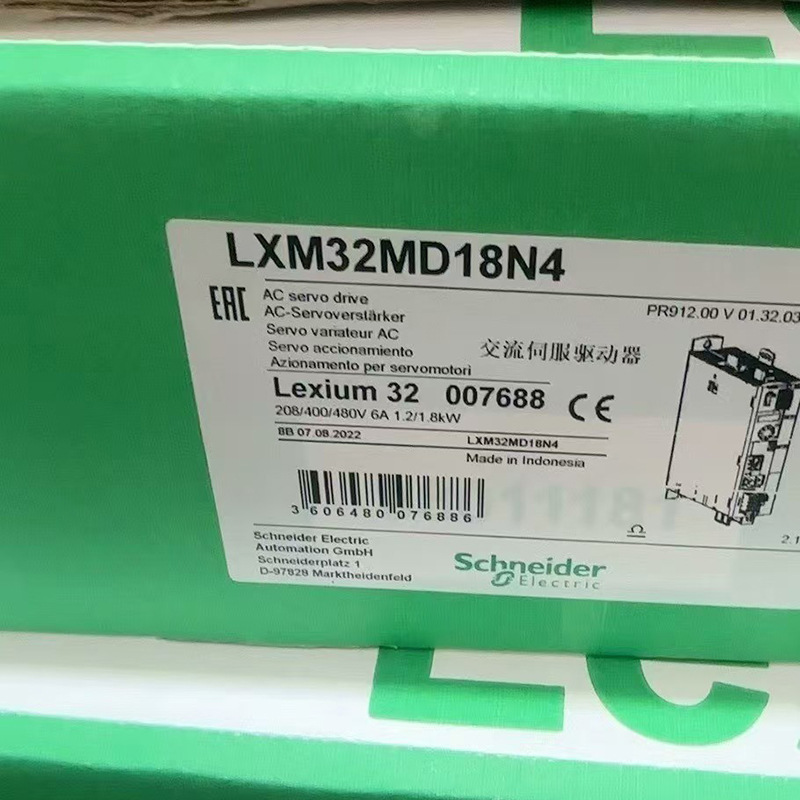 LXM32MD18N4
EAC
AC servo drive
AC-Servoverstärker
Servo variateur AC
Servo accionamiento
Azionamento per servomotori
交流伺服驱动器
PR912.00 V 01.32.03
Lexium 32 007688
CE
208/400/480V 6A 1.2/1.8kW
8B 07.08.2022
LXM32MD18N4
Made in Indonesia
3 606480 076886
Schneider Electric
Automation GmbH
Schneiderplatz 1
D-97828 Marktheidenfeld
Schneider
Electric
2.1